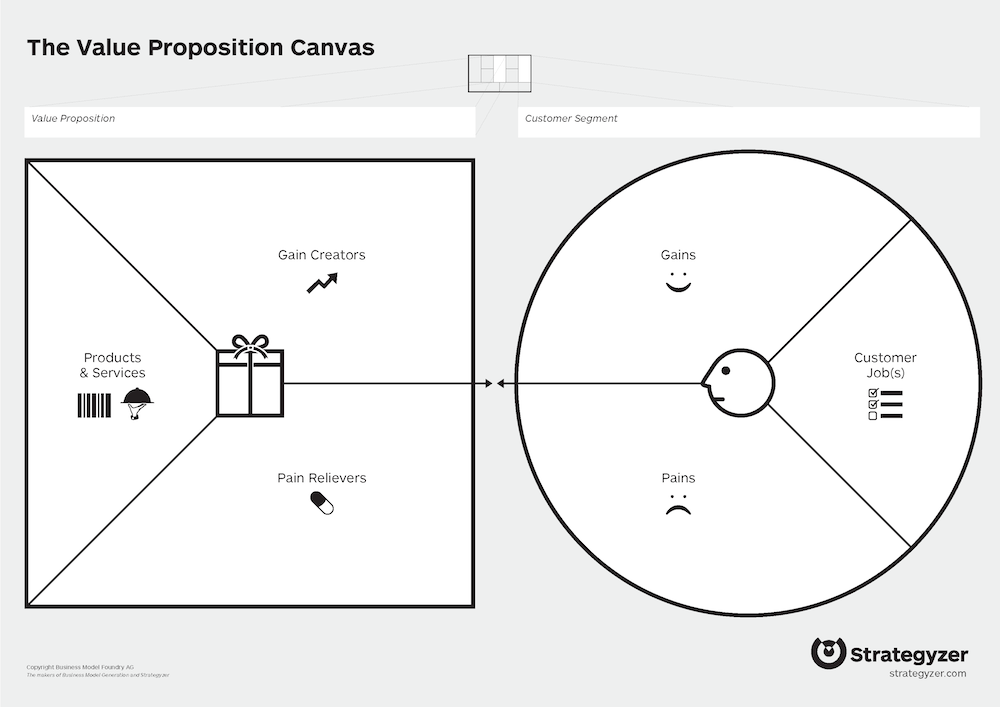 The Value Proposition Canvas
Value Proposition
Customer Segment
Gain Creators
Gains
Products
& Services
Customer
Job(s)
Pain Relievers
Pains
Copyright Business Model Foundry AG
The makers of Business Model Generation and Strategyzer
Strategyzer
strategyzer.com